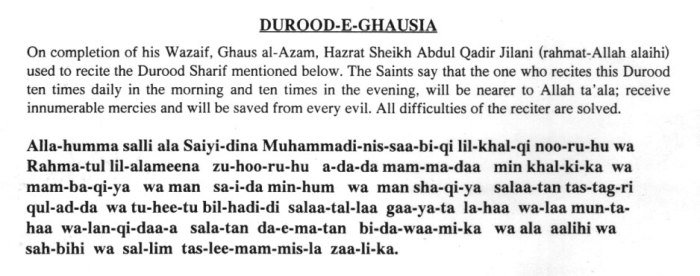 DUROOD-E-GHAUSIA
On completion of his Wazaif, Ghaus al-Azam, Hazrat Sheikh Abdul Qadir Jilani (rahmat-Allah alaihi)
used to recite the Durood Sharif mentioned below. The Saints say that the one who recites this Durood
ten times daily in the morning and ten times in the evening, will be nearer to Allah ta'ala; receive
innumerable mercies and will be saved from every evil. All difficulties of the reciter are solved.
Alla-humma salli ala Saiyi-dina Muhammadi-nis-saa-bi-qi lil-khal-qi noo-ru-hu wa
Rahma-tul lil-alameena zu-hoo-ru-hu a-da-da mam-ma-daa min khal-ki-ka wa
mam-ba-qi-ya wa man sa-i-da min-hum wa man sha-qi-ya salaa-tan tas-tag-ri
qul-ad-da wa tu-hee-tu bil-hadi-di salaa-tal-laa gaa-ya-ta la-haa wa-laa mun-ta-
haa wa-lan-qi-daa-a sala-tan da-e-ma-tan bi-da-waa-mi-ka wa ala aalihi wa
sah-bihi wa sal-lim tas-lee-mam-mis-la zaa-li-ka.